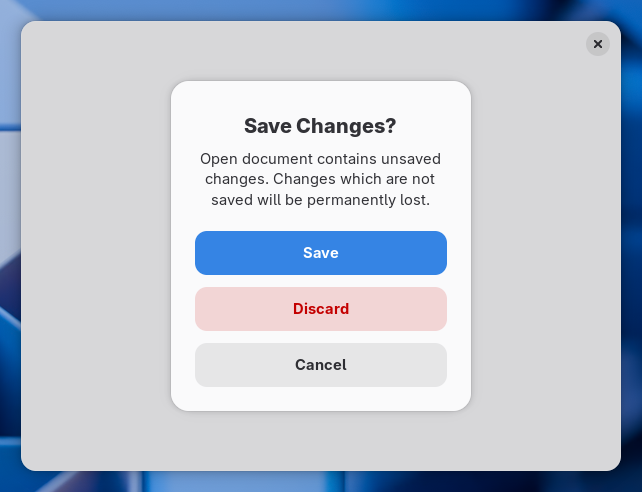 Save Changes?
Open document contains unsaved
changes. Changes which are not
saved will be permanently lost.
Save
Discard
Cancel